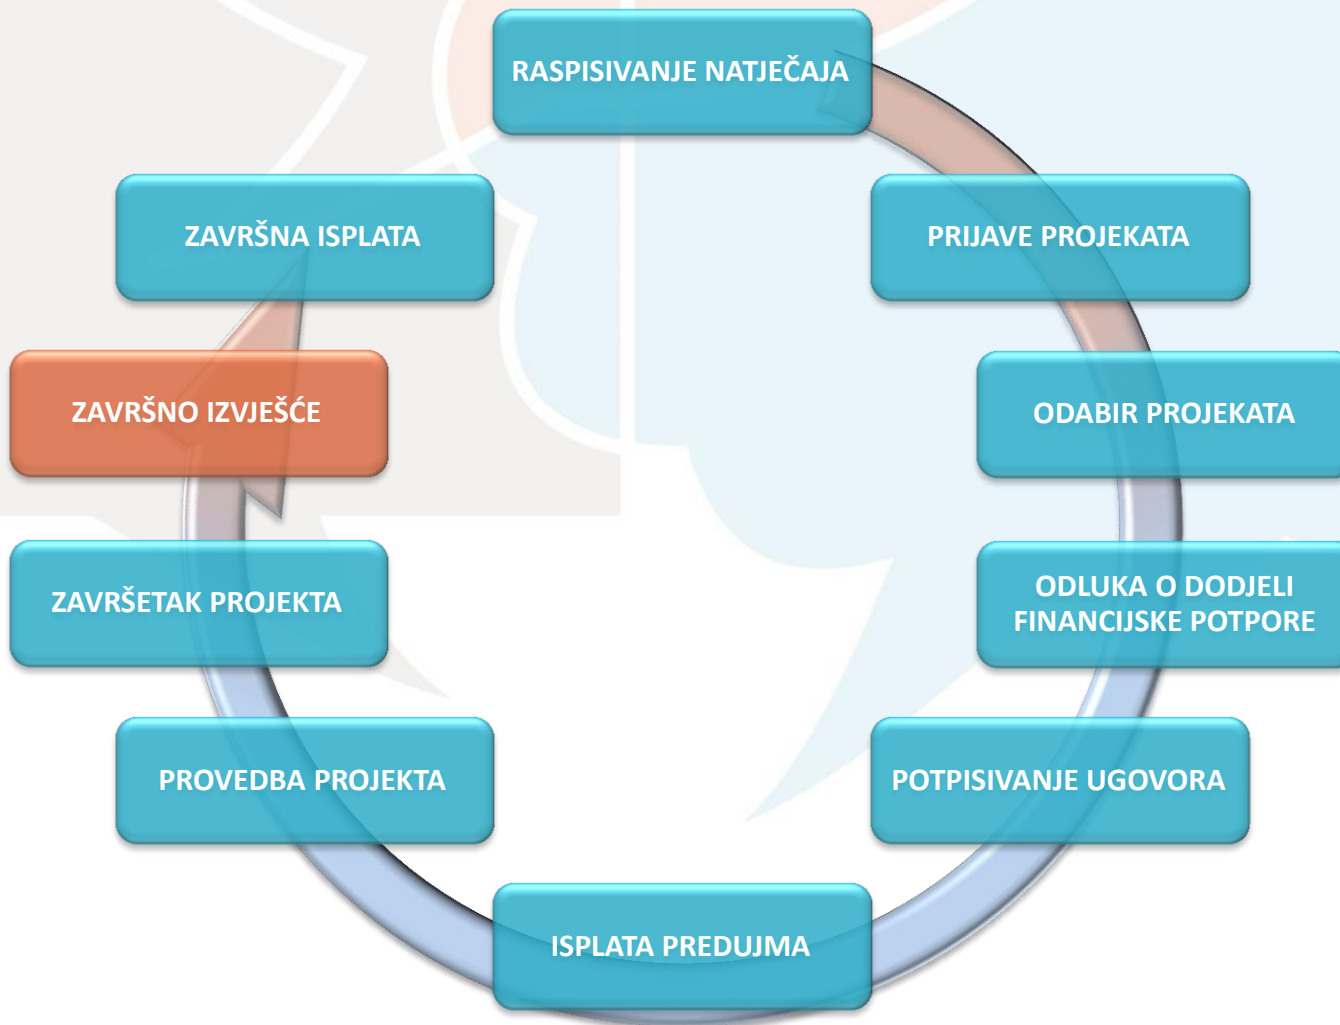 RASPISIVANJE NATJEČAJA
PRIJAVE PROJEKATA
ODABIR PROJEKATA
ODLUKA O DODJELI
FINANCIJSKE POTPORE
POTPISIVANJE UGOVORA
ISPLATA PREDUJMA
PROVEDBA PROJEKTA
ZAVRŠETAK PROJEKTA
ZAVRŠNO IZVJEŠĆE
ZAVRŠNA ISPLATA